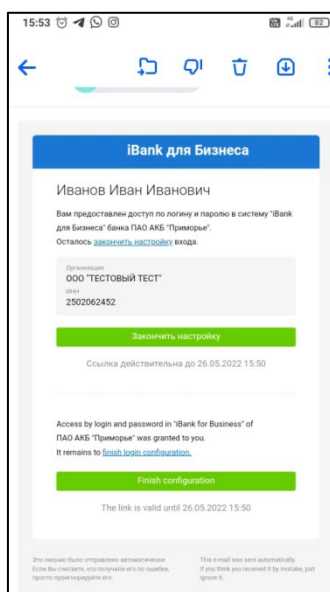 15:53
82
iBank для Бизнеса
Иванов Иван Иванович
Вам предоставлен доступ по логину и паролю в систему "iBank
для Бизнеса" банка ПАО АКБ "Приморье".
Осталось закончить настройку входа.
Организация
ООО "ТЕСТОВЫЙ ТЕСТ"
ИНН
2502062452
Закончить настройку
Ссылка действительна до 26.05.2022 15:50
Access by login and password in "iBank for Business" of
ПАО АКБ "Приморье" was granted to you.
It remains to finish login configuration.
Finish configuration
The link is valid until 26.05.2022 15:50
Это письмо было отправлено автоматически.
Если Вы считаете, что получили его по ошибке,
просто проигнорируйте его.
This e-mail was sent automatically.
If you think you received it by mistake, just
ignore it.